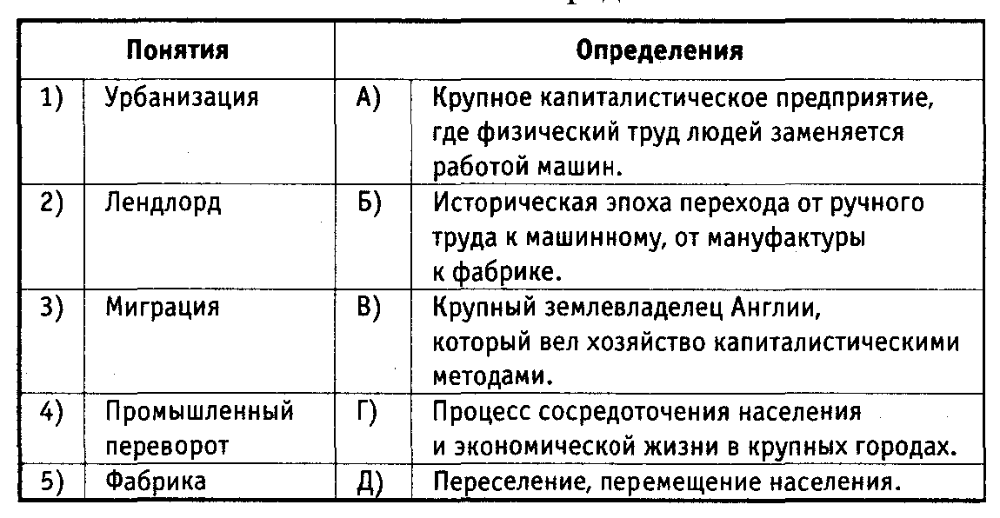 Понятия Определения
1) Урбанизация А) Крупное капиталистическое предприятие,
где физический труд людей заменяется
работой машин.
2) Лендлорд Б) Историческая эпоха перехода от ручного
труда к машинному, от мануфактуры
к фабрике.
3) Миграция В) Крупный землевладелец Англии,
который вел хозяйство капиталистическими
методами.
4) Промышленный Г) Процесс сосредоточения населения
переворот и экономической жизни в крупных городах.
5) Фабрика Д) Переселение, перемещение населения.